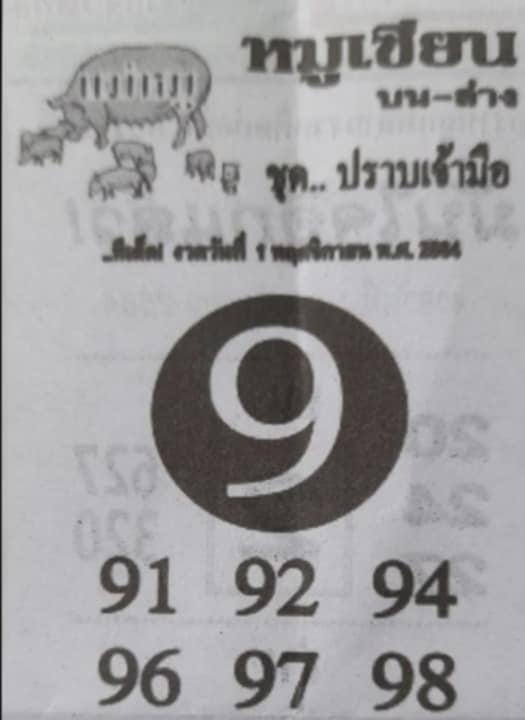 หมูเซียน
บน-ล่าง
ชุด.. ปราบเจ้ามือ
งวดวันที่ 1 พฤศจิกายน พ.ศ. 2564
9
91 92 94
96 97 98